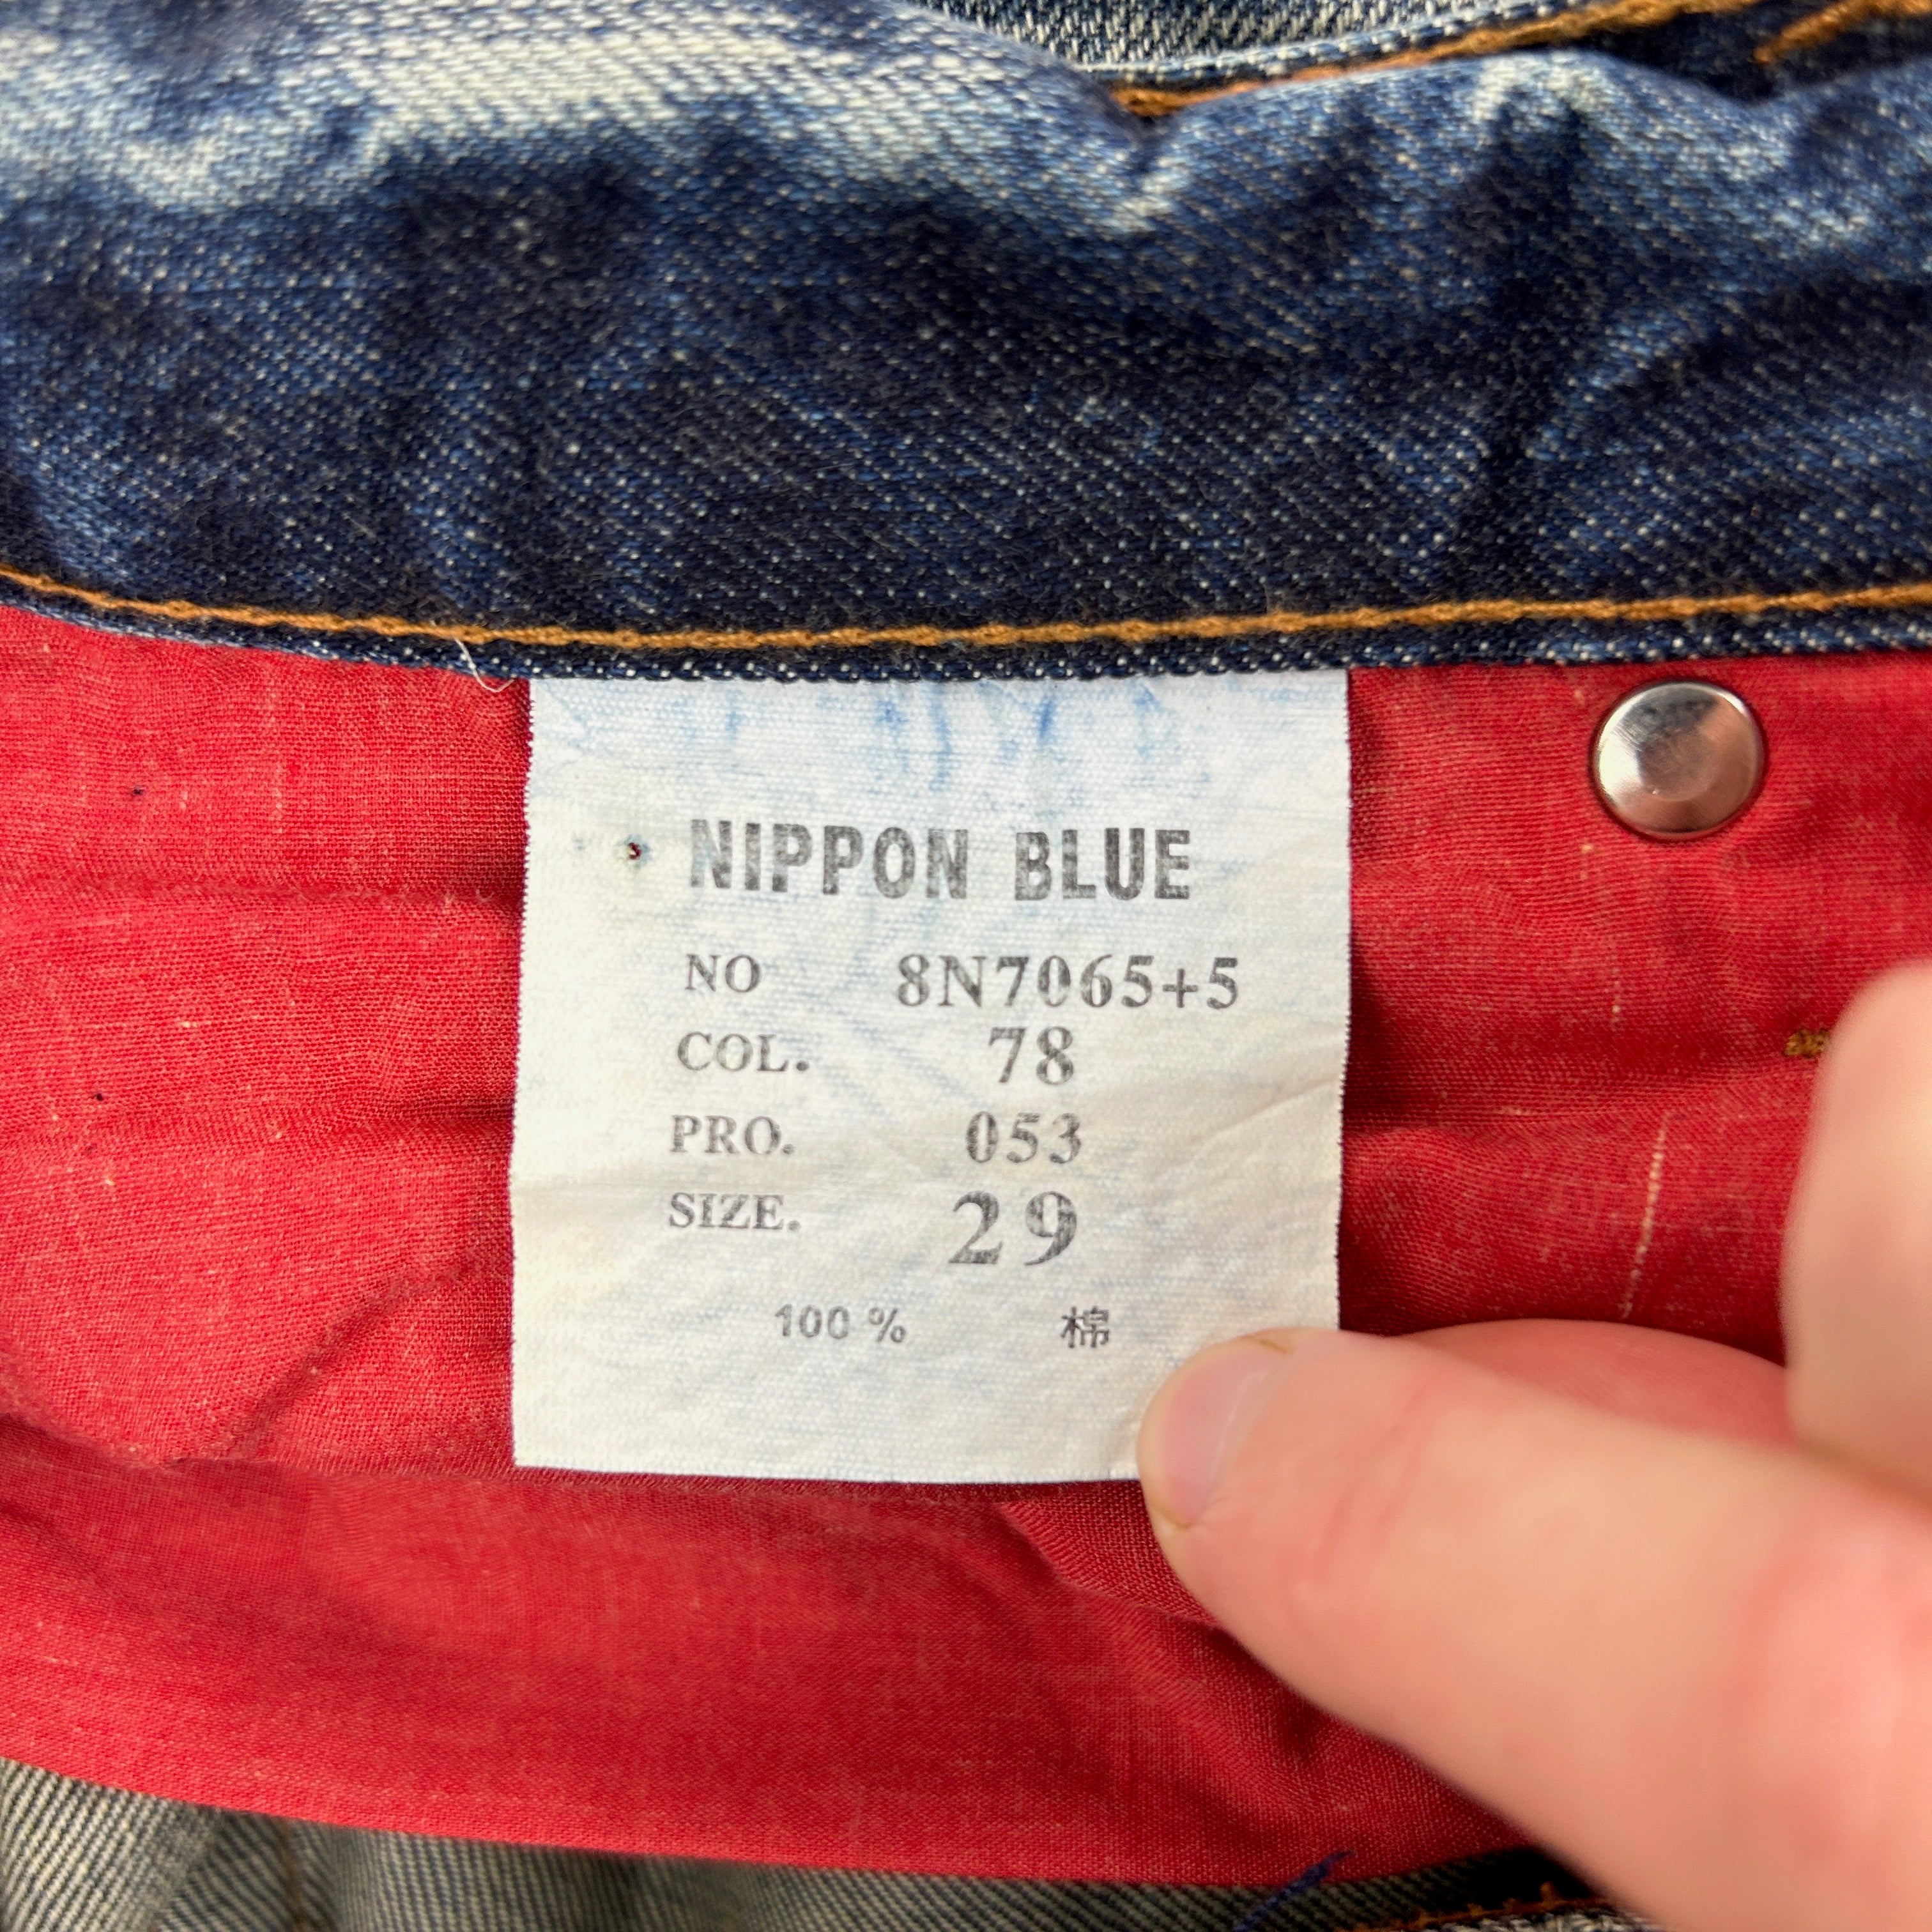 NIPPON BLUE
NO 8N7065+5
COL. 78
PRO. 053
SIZE. 29
100 % 棉